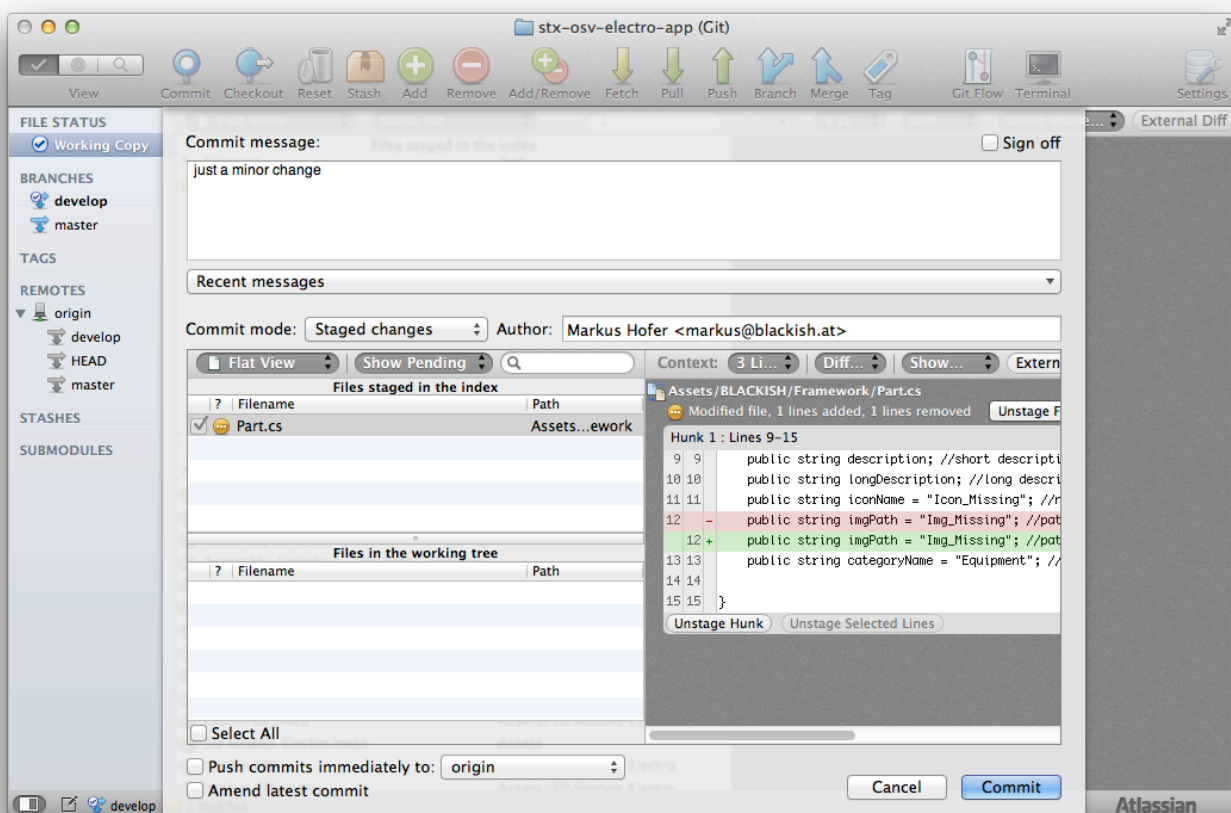 stx-osv-electro-app (Git)
View Commit Checkout Reset Stash Add Remove Add/Remove Fetch Pull Push Branch Merge Tag Git Flow Terminal Settings
FILE STATUS
Working Copy
BRANCHES
develop
master
TAGS
REMOTES
origin
develop
HEAD
master
STASHES
SUBMODULES
develop
External Diff
Commit message:
Sign off
just a minor change
Recent messages
Commit mode: Staged changes Author: Markus Hofer <markus@blackish.at>
Flat View Show Pending
Files staged in the index
? Filename Path
Part.cs Assets...ework
Files in the working tree
? Filename Path
Select All
Context: 3 Li... Diff... Show... Extern
Assets/BLACKISH/Framework/Part.cs
Modified file, 1 lines added, 1 lines removed Unstage F
Hunk 1 : Lines 9-15
9 9 public string description; //short descripti
10 10 public string longDescription; //long descri
11 11 public string iconName = "Icon_Missing"; //n
12 - public string imgPath = "Img_Missing"; //pat
12 + public string imgPath = "Img_Missing"; //pat
13 13 public string categoryName = "Equipment"; //
14 14
15 15 }
Unstage Hunk Unstage Selected Lines
Push commits immediately to: origin
Amend latest commit
Cancel Commit
Atlassian